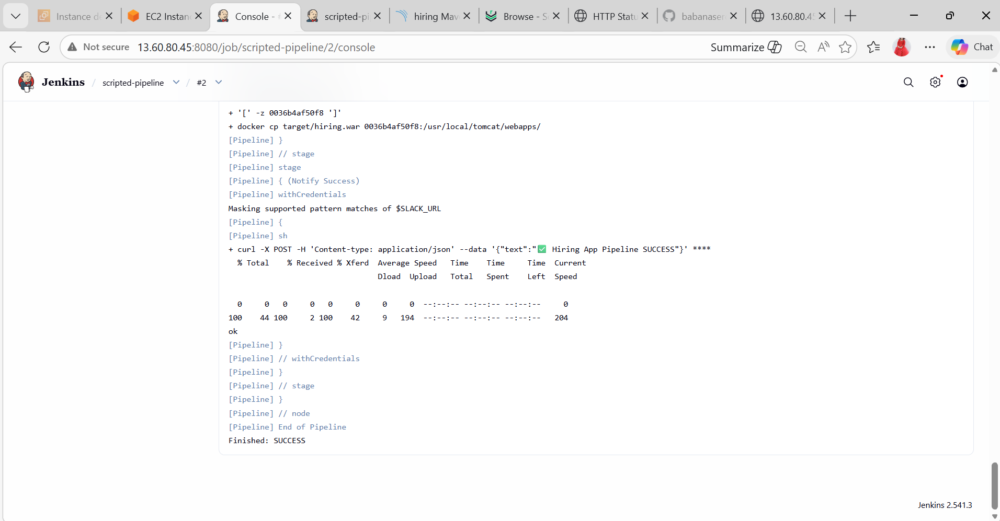 Instance de
EC2 Instan
Console - #
scripted-pi
hiring Mav
Browse - S
HTTP Statu
babanaser
13.60.80.45
Not secure 13.60.80.45:8080/job/scripted-pipeline/2/console
Summarize
Chat
Jenkins / scripted-pipeline / #2
+ '[' -z 0036b4af50f8 ']'
+ docker cp target/hiring.war 0036b4af50f8:/usr/local/tomcat/webapps/
[Pipeline] }
[Pipeline] // stage
[Pipeline] stage
[Pipeline] { (Notify Success)
[Pipeline] withCredentials
Masking supported pattern matches of $SLACK_URL
[Pipeline] {
[Pipeline] sh
+ curl -X POST -H 'Content-type: application/json' --data '{"text":"✅ Hiring App Pipeline SUCCESS"}' ****
% Total % Received % Xferd Average Speed Time Time Time Current
Dload Upload Total Spent Left Speed
0 0 0 0 0 0 0 0 --:--:-- --:--:-- --:--:-- 0
100 44 100 2 100 42 9 194 --:--:-- --:--:-- --:--:-- 204
ok
[Pipeline] }
[Pipeline] // withCredentials
[Pipeline] }
[Pipeline] // stage
[Pipeline] }
[Pipeline] // node
[Pipeline] End of Pipeline
Finished: SUCCESS
Jenkins 2.541.3